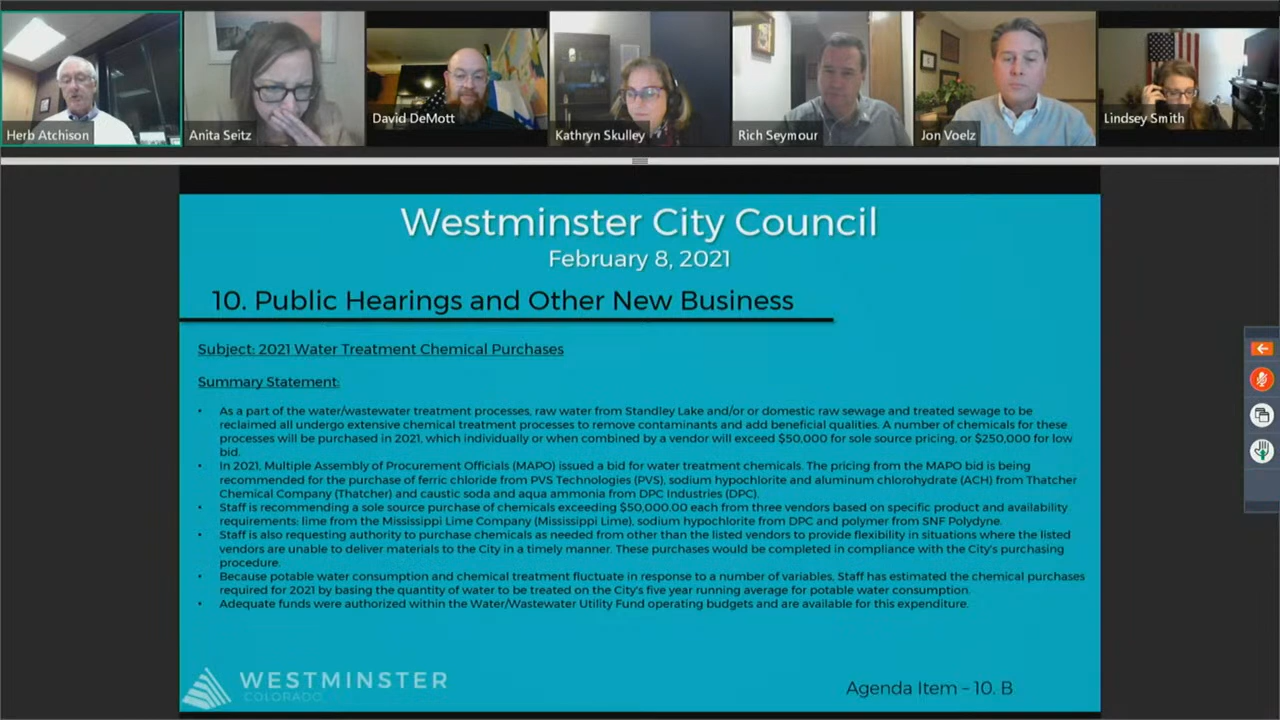 Herb Atchison
Anita Seitz
David DeMott
Kathryn Skulley
Rich Seymour
Jon Voelz
Lindsey Smith
Westminster City Council
February 8, 2021
10. Public Hearings and Other New Business
Subject: 2021 Water Treatment Chemical Purchases
Summary Statement:
• As a part of the water/wastewater treatment processes, raw water from Standley Lake and/or or domestic raw sewage and treated sewage to be
reclaimed all undergo extensive chemical treatment processes to remove contaminants and add beneficial qualities. A number of chemicals for these
processes will be purchased in 2021, which individually or when combined by a vendor will exceed $50,000 for sole source pricing, or $250,000 for low
bid.
• In 2021, Multiple Assembly of Procurement Officials (MAPO) issued a bid for water treatment chemicals. The pricing from the MAPO bid is being
recommended for the purchase of ferric chloride from PVS Technologies (PVS), sodium hypochlorite and aluminum chlorohydrate (ACH) from Thatcher
Chemical Company (Thatcher) and caustic soda and aqua ammonia from DPC Industries (DPC).
• Staff is recommending a sole source purchase of chemicals exceeding $50,000.00 each from three vendors based on specific product and availability
requirements: lime from the Mississippi Lime Company (Mississippi Lime), sodium hypochlorite from DPC and polymer from SNF Polydyne.
• Staff is also requesting authority to purchase chemicals as needed from other than the listed vendors to provide flexibility in situations where the listed
vendors are unable to deliver materials to the City in a timely manner. These purchases would be completed in compliance with the City's purchasing
procedure.
• Because potable water consumption and chemical treatment fluctuate in response to a number of variables, Staff has estimated the chemical purchases
required for 2021 by basing the quantity of water to be treated on the City's five year running average for potable water consumption.
• Adequate funds were authorized within the Water/Wastewater Utility Fund operating budgets and are available for this expenditure.
WESTMINSTER
COLORADO
Agenda Item – 10. B